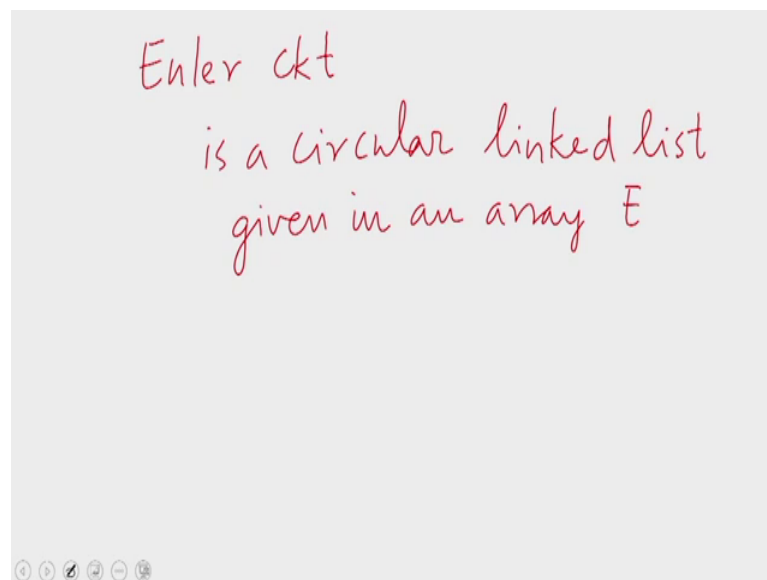 Euler ckt
is a circular linked list
given in an array E